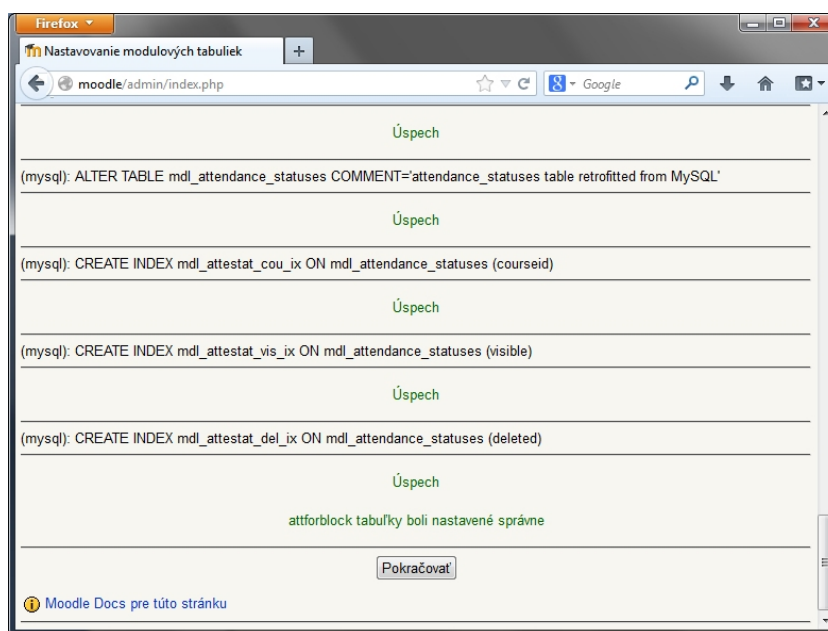 Firefox
Nastavovanie modulových tabuliek
moodle/admin/index.php
Google
Úspech
(mysql): ALTER TABLE mdl_attendance_statuses COMMENT='attendance_statuses table retrofitted from MySQL'
Úspech
(mysql): CREATE INDEX mdl_attestat_cou_ix ON mdl_attendance_statuses (courseid)
Úspech
(mysql): CREATE INDEX mdl_attestat_vis_ix ON mdl_attendance_statuses (visible)
Úspech
(mysql): CREATE INDEX mdl_attestat_del_ix ON mdl_attendance_statuses (deleted)
Úspech
attforblock tabuľky boli nastavené správne
Pokračovať
Moodle Docs pre túto stránku